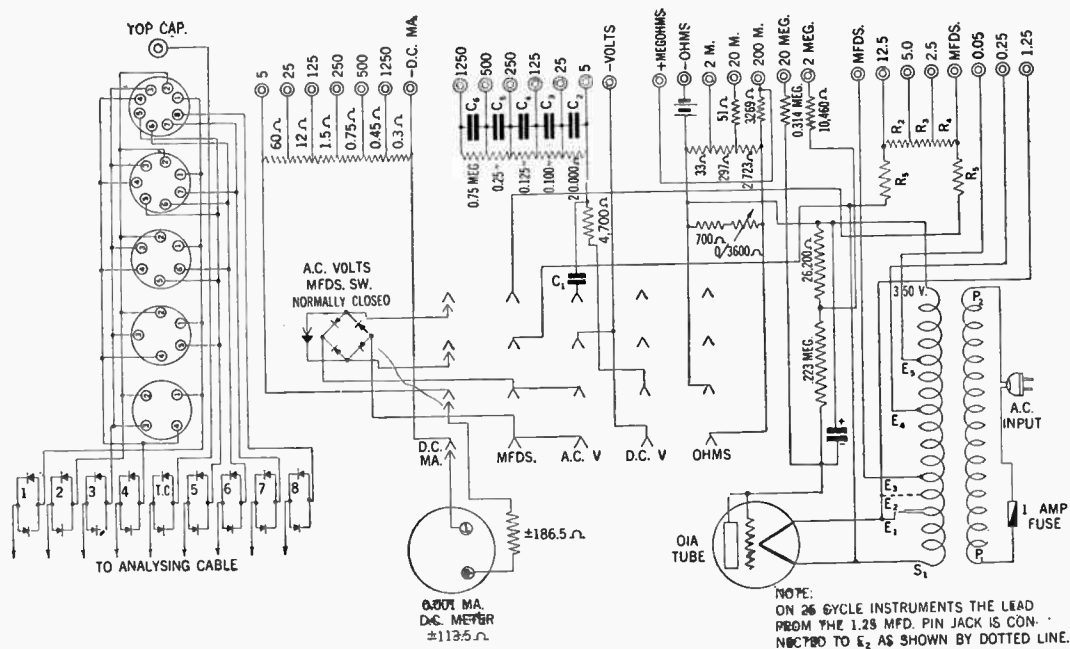 TOP CAP.
5
25
125
250
500
1250
-D.C. MA.
60Ω
12Ω
1.5Ω
0.75Ω
0.45Ω
0.3Ω
1250
500
250
125
25
5
-VOLTS
C6
C5
C4
C3
C2
0.75 MEG.
0.25 "
0.125 "
0.100 "
20.000Ω
4,700Ω
C1
+MEGOHMS
-OHMS
2 M.
20 M.
200 M.
20 MEG.
2 MEG.
51Ω
3269Ω
0.314 MEG.
10,460Ω
33Ω
297Ω
2723Ω
700Ω
0/3600Ω
26,200Ω
223 MEG.
MFDS.
12.5
5.0
2.5
MFDS.
0.05
0.25
1.25
R2
R3
R4
R5
350 V.
E5
E4
E3
E2
E1
S1
P2
P1
A.C.
INPUT
1 AMP
FUSE
A.C. VOLTS
MFDS. SW.
NORMALLY CLOSED
D.C.
MA.
MFDS.
A.C. V
D.C. V
OHMS
±186.5Ω
0.001 MA.
D.C. METER
±113.5Ω
OIA
TUBE
1
2
3
4
T.C.
5
6
7
8
TO ANALYSING CABLE
NOTE:
ON 25 CYCLE INSTRUMENTS THE LEAD
FROM THE 1.25 MFD. PIN JACK IS CON-
NECTED TO E2 AS SHOWN BY DOTTED LINE.